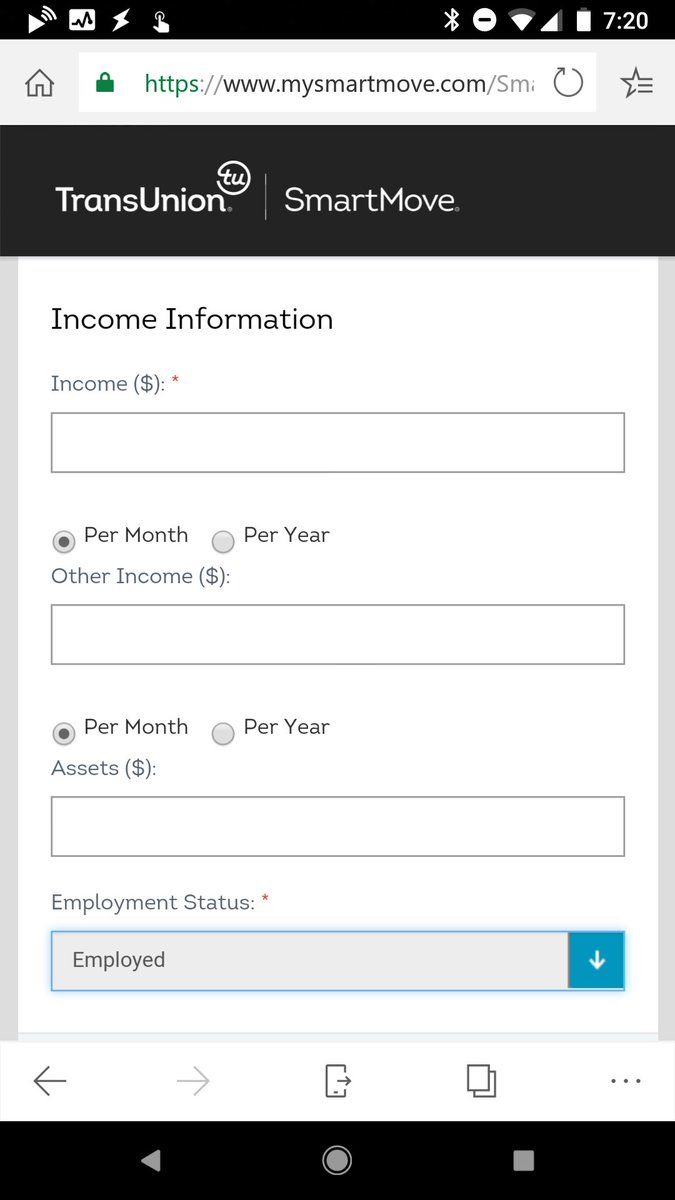 7:20
https://www.mysmartmove.com/Sma
TransUnion® tu | SmartMove®
Income Information
Income ($): *
Per Month Per Year
Other Income ($):
Per Month Per Year
Assets ($):
Employment Status: *
Employed